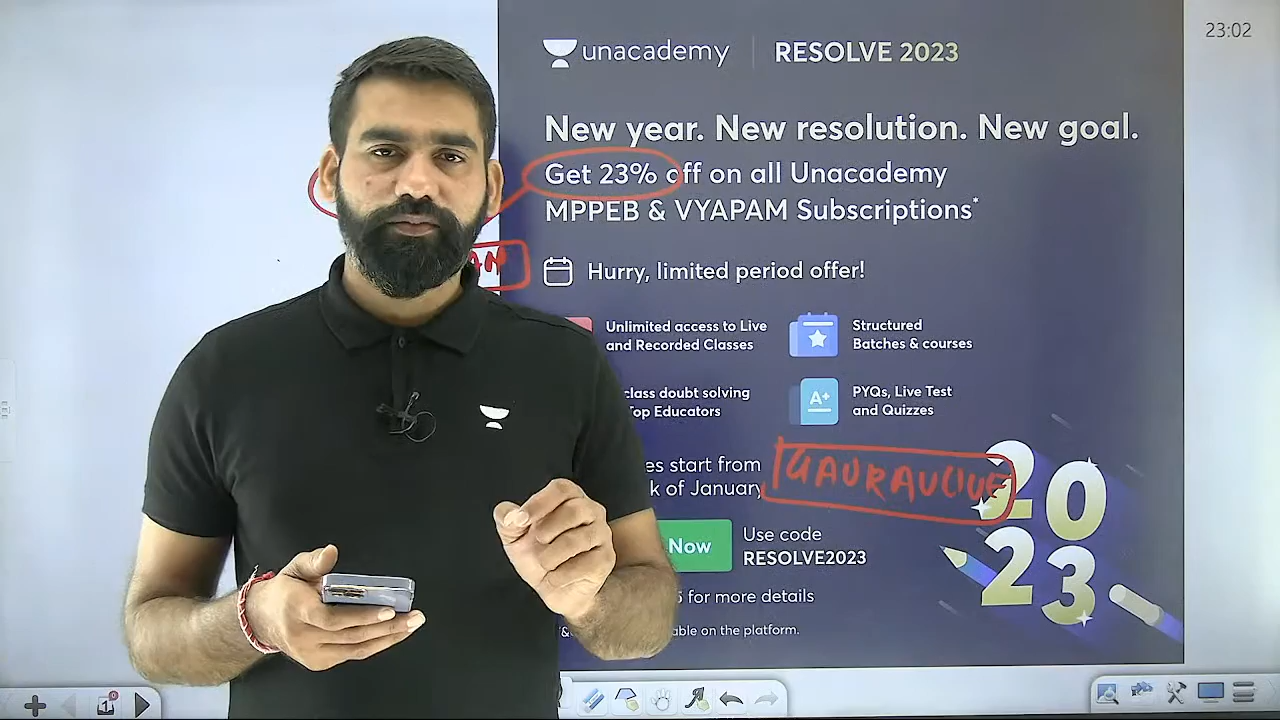 23:02
unacademy
RESOLVE 2023
New year. New resolution. New goal.
Get 23% off on all Unacademy
MPPEB & VYAPAM Subscriptions*
AN
Hurry, limited period offer!
Unlimited access to Live
and Recorded Classes
Structured
Batches & courses
class doubt solving
Top Educators
PYQs, Live Test
and Quizzes
es start from
k of January
GAURAVLIVE
Now
Use code
RESOLVE2023
for more details
able on the platform.
20
23
1
0